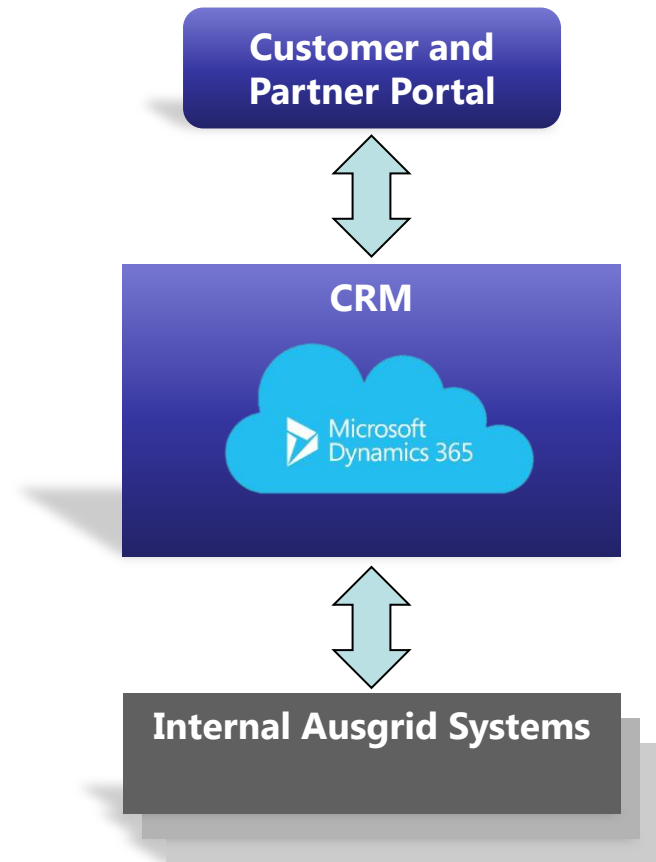 Customer and
Partner Portal
CRM
Microsoft
Dynamics 365
Internal Ausgrid Systems